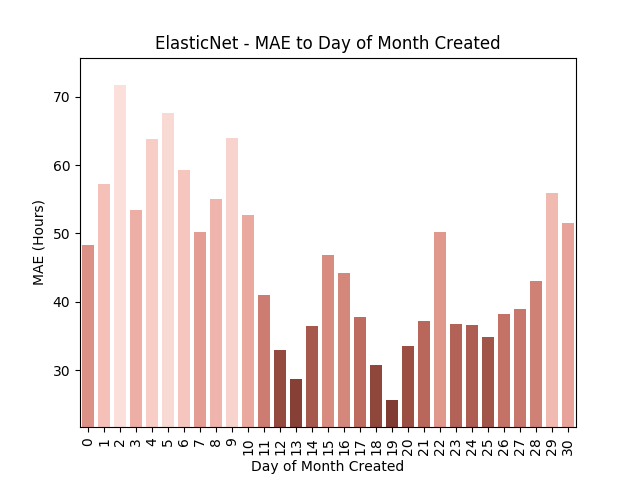 ElasticNet - MAE to Day of Month Created
MAE (Hours)
70
60
50
40
30
0 1 2 3 4 5 6 7 8 9 10 11 12 13 14 15 16 17 18 19 20 21 22 23 24 25 26 27 28 29 30
Day of Month Created